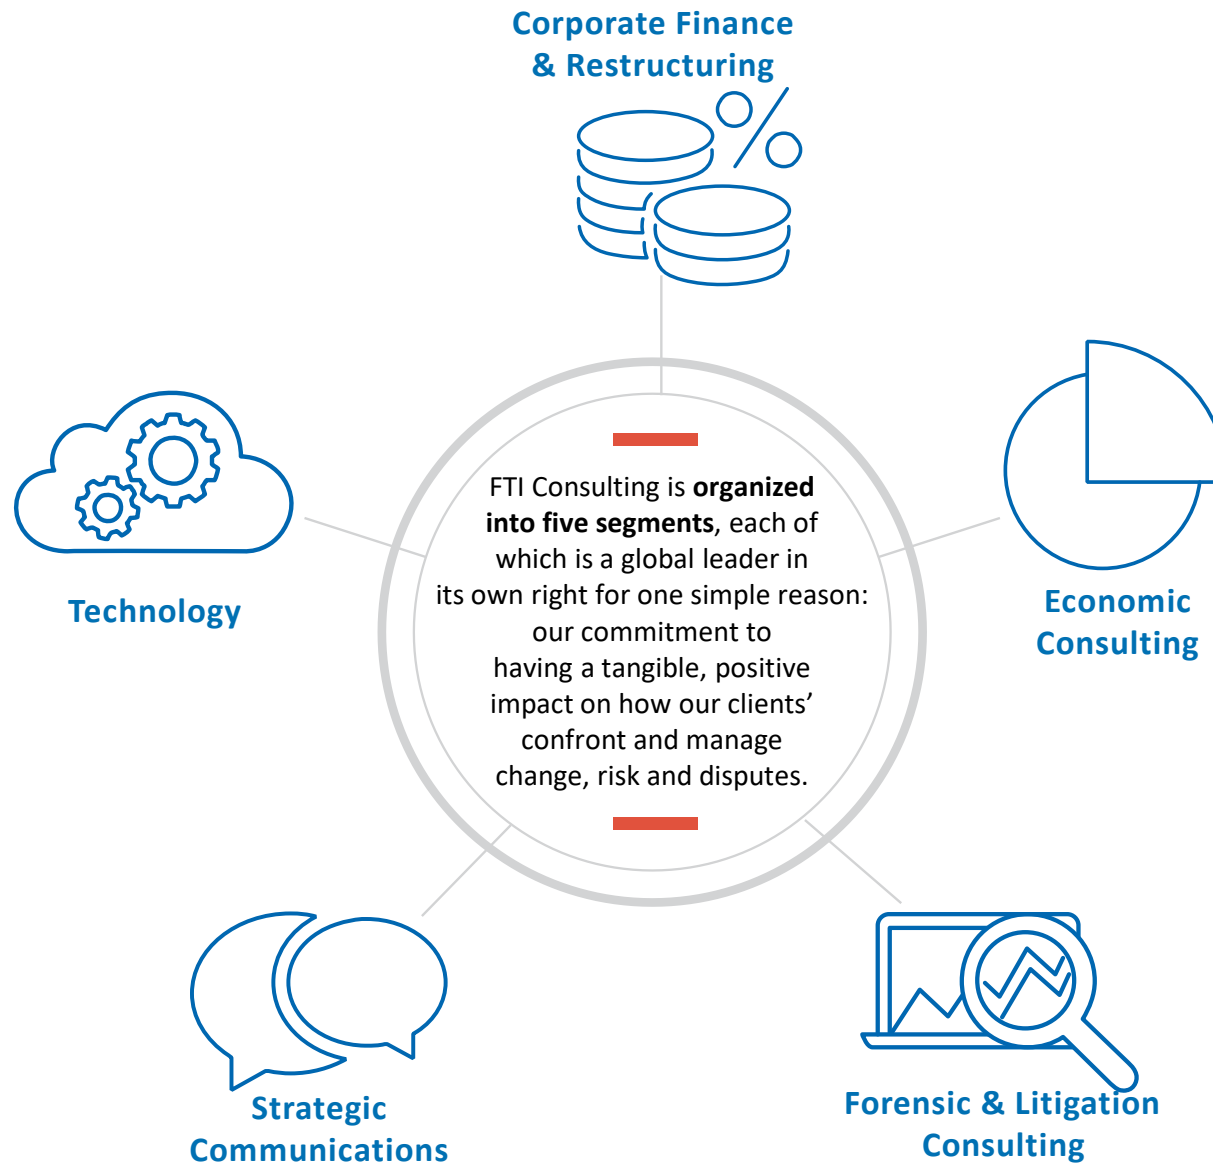 Corporate Finance
& Restructuring
FTI Consulting is organized
into five segments, each of
which is a global leader in
its own right for one simple reason:
our commitment to
having a tangible, positive
impact on how our clients’
confront and manage
change, risk and disputes.
Technology
Economic
Consulting
Strategic
Communications
Forensic & Litigation
Consulting